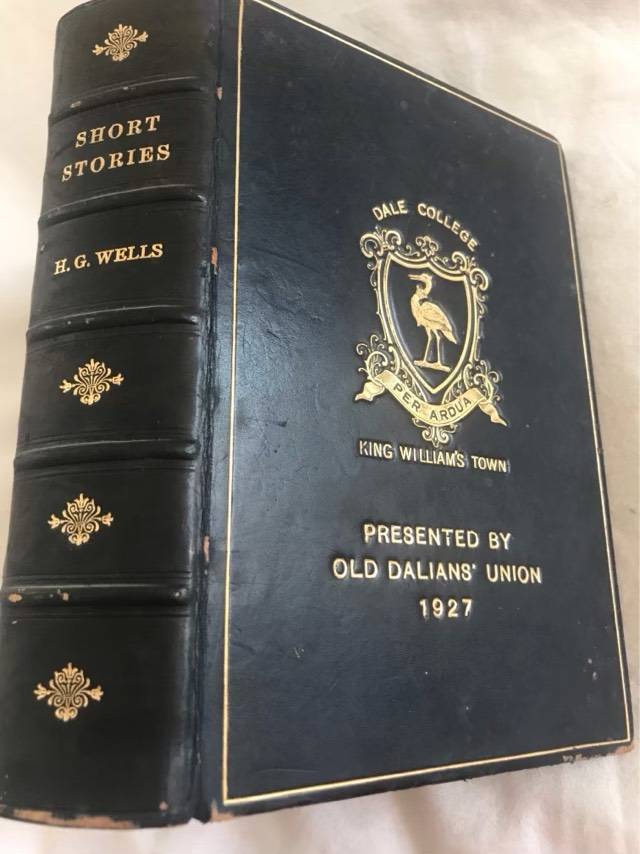 SHORT
STORIES
H. G. WELLS
DALE COLLEGE
PER ARDUA
KING WILLIAM'S TOWN
PRESENTED BY
OLD DALIANS' UNION
1927